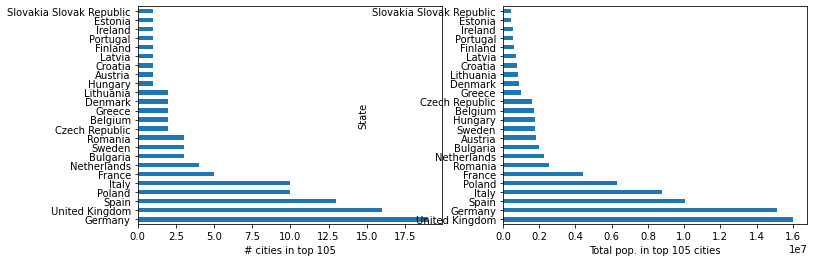 Slovakia Slovak Republic
Estonia
Ireland
Portugal
Finland
Latvia
Croatia
Austria
Hungary
Lithuania
Denmark
Greece
Belgium
Czech Republic
Romania
Sweden
Bulgaria
Netherlands
France
Italy
Poland
Spain
United Kingdom
Germany
0.0 2.5 5.0 7.5 10.0 12.5 15.0 17.5
# cities in top 105
State
Slovakia Slovak Republic
Estonia
Ireland
Portugal
Finland
Latvia
Croatia
Lithuania
Denmark
Greece
Czech Republic
Belgium
Hungary
Sweden
Austria
Bulgaria
Netherlands
Romania
France
Poland
Italy
Spain
Germany
United Kingdom
0.0 0.2 0.4 0.6 0.8 1.0 1.2 1.4 1.6
1e7
Total pop. in top 105 cities